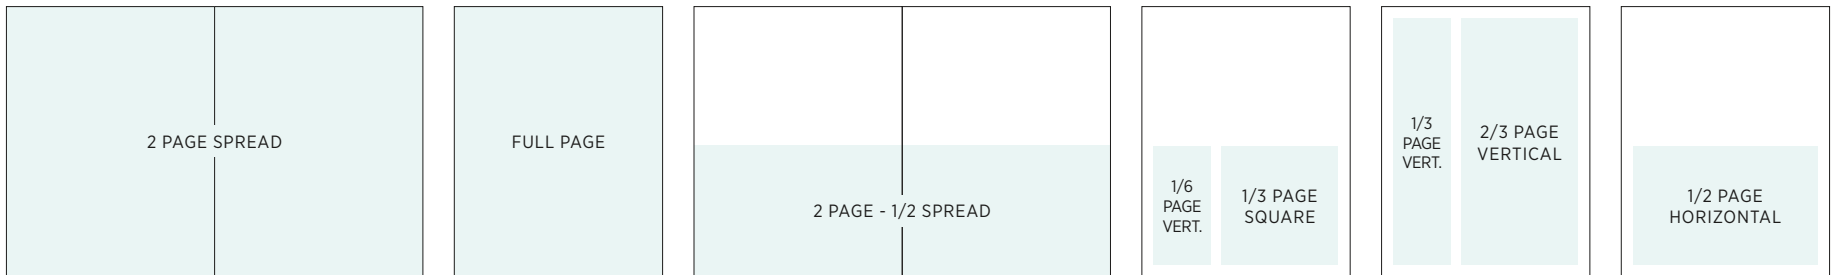 2 PAGE SPREAD
FULL PAGE
2 PAGE - 1/2 SPREAD
1/6
PAGE
VERT.
1/3 PAGE
SQUARE
1/3
PAGE
VERT.
2/3 PAGE
VERTICAL
1/2 PAGE
HORIZONTAL